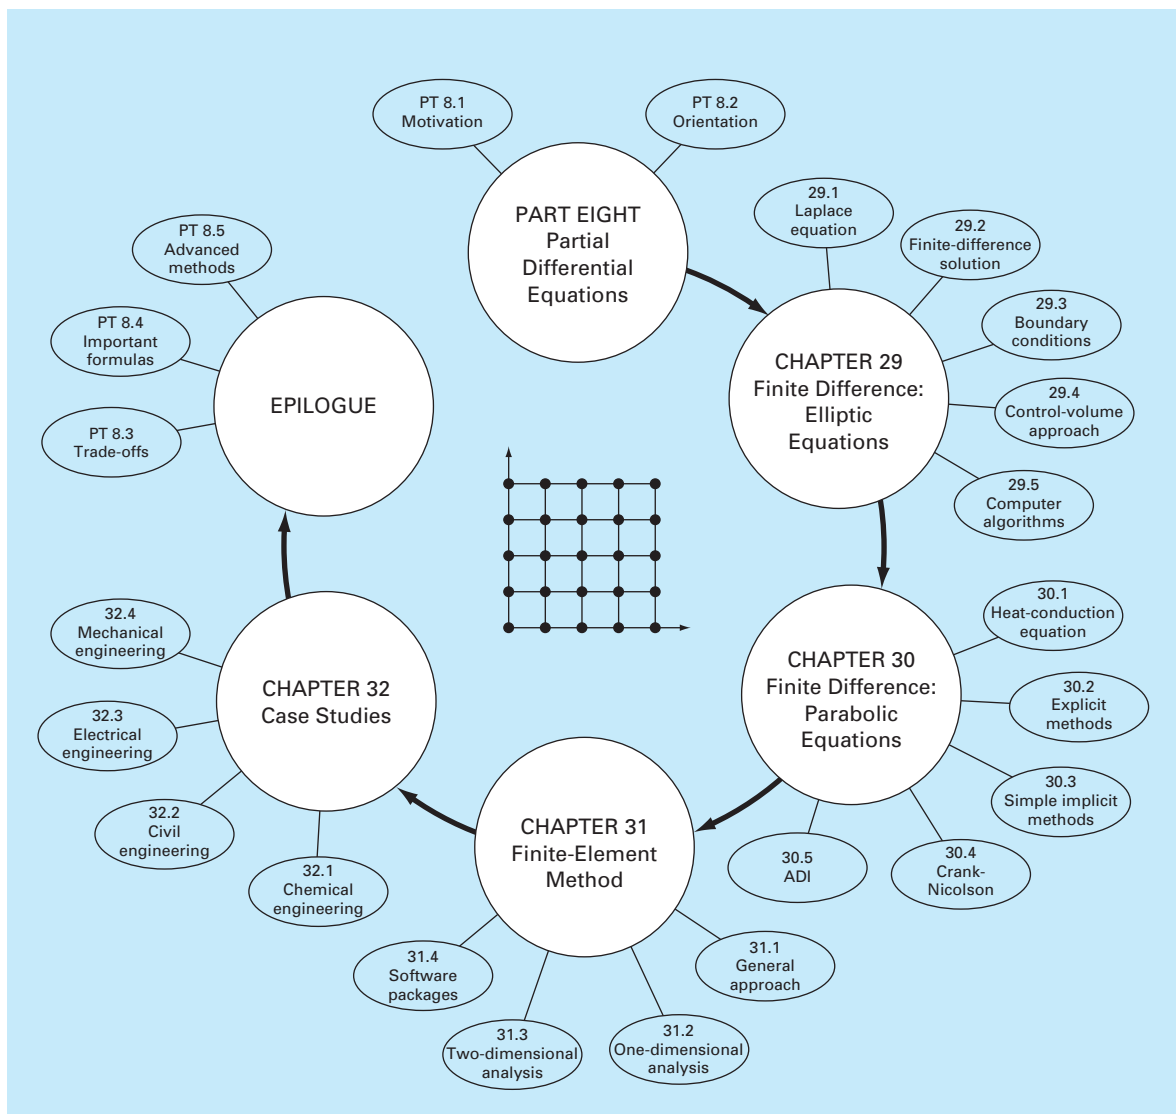 PT 8.1
Motivation
PT 8.2
Orientation
PART EIGHT
Partial
Differential
Equations
29.1
Laplace
equation
29.2
Finite-difference
solution
29.3
Boundary
conditions
29.4
Control-volume
approach
29.5
Computer
algorithms
CHAPTER 29
Finite Difference:
Elliptic
Equations
30.1
Heat-conduction
equation
30.2
Explicit
methods
30.3
Simple implicit
methods
30.4
Crank-
Nicolson
30.5
ADI
CHAPTER 30
Finite Difference:
Parabolic
Equations
CHAPTER 31
Finite-Element
Method
31.1
General
approach
31.2
One-dimensional
analysis
31.3
Two-dimensional
analysis
31.4
Software
packages
CHAPTER 32
Case Studies
32.1
Chemical
engineering
32.2
Civil
engineering
32.3
Electrical
engineering
32.4
Mechanical
engineering
EPILOGUE
PT 8.3
Trade-offs
PT 8.4
Important
formulas
PT 8.5
Advanced
methods